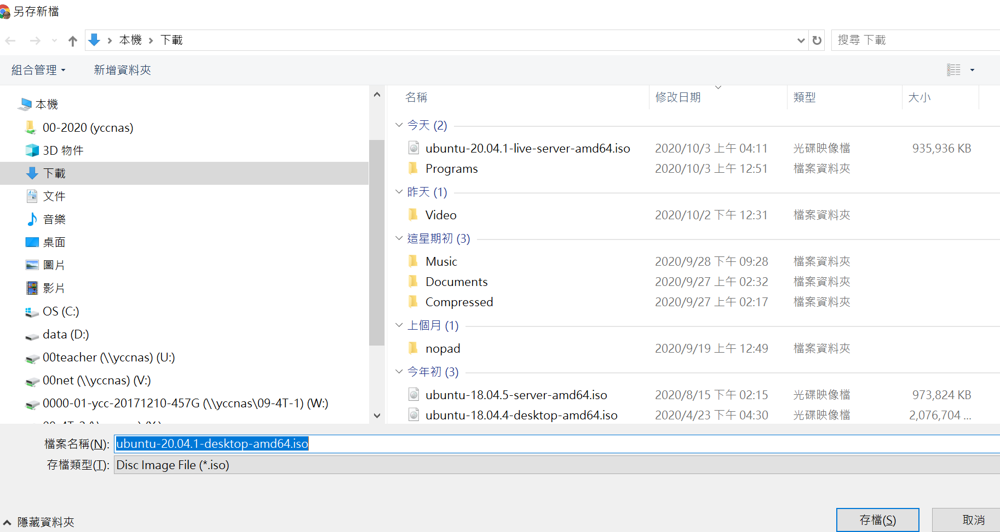 另存新檔
本機 下載
搜尋 下載
組合管理 新增資料夾
本機
00-2020 (yccnas)
3D 物件
下載
文件
音樂
桌面
圖片
影片
OS (C:)
data (D:)
00teacher (\\yccnas) (U:)
00net (\\yccnas) (V:)
0000-01-ycc-20171210-457G (\\yccnas\09-4T-1) (W:)
名稱 修改日期 類型 大小
今天 (2)
ubuntu-20.04.1-live-server-amd64.iso 2020/10/3 上午 04:11 光碟映像檔 935,936 KB
Programs 2020/10/3 上午 12:51 檔案資料夾
昨天 (1)
Video 2020/10/2 下午 12:31 檔案資料夾
這星期初 (3)
Music 2020/9/28 下午 09:28 檔案資料夾
Documents 2020/9/27 上午 02:32 檔案資料夾
Compressed 2020/9/27 上午 02:17 檔案資料夾
上個月 (1)
nopad 2020/9/19 上午 12:49 檔案資料夾
今年初 (3)
ubuntu-18.04.5-server-amd64.iso 2020/8/15 下午 02:15 光碟映像檔 973,824 KB
ubuntu-18.04.4-desktop-amd64.iso 2020/4/23 下午 04:30 光碟映像檔 2,076,704 ...
檔案名稱(N): ubuntu-20.04.1-desktop-amd64.iso
存檔類型(T): Disc Image File (*.iso)
隱藏資料夾
存檔(S) 取消